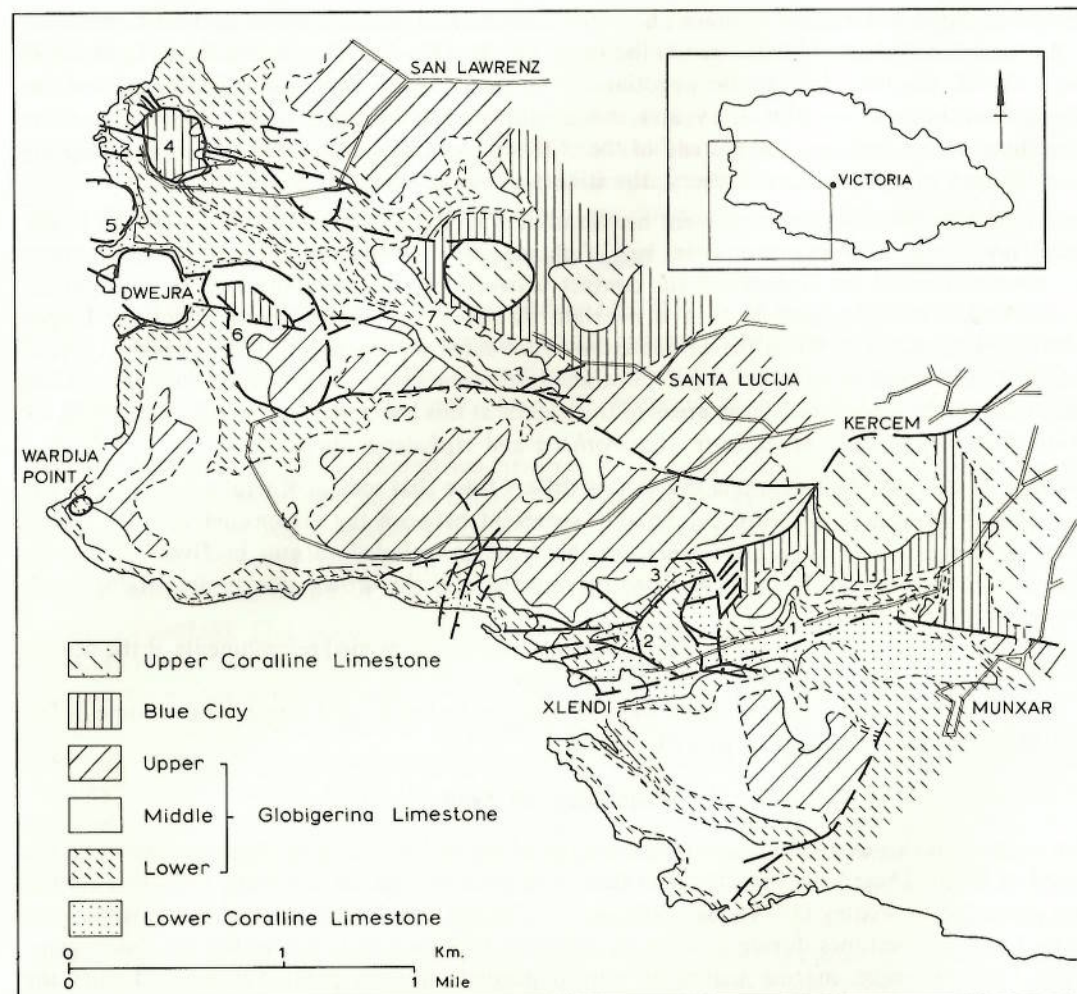 SAN LAWRENZ
VICTORIA
4
5
DWEJRA
6
7
SANTA LUCIJA
KERCEM
WARDIJA
POINT
3
2
1
XLENDI
MUNXAR
Upper Coralline Limestone
Blue Clay
Upper
Middle
Globigerina Limestone
Lower
Lower Coralline Limestone
0 1 Km.
0 1 Mile